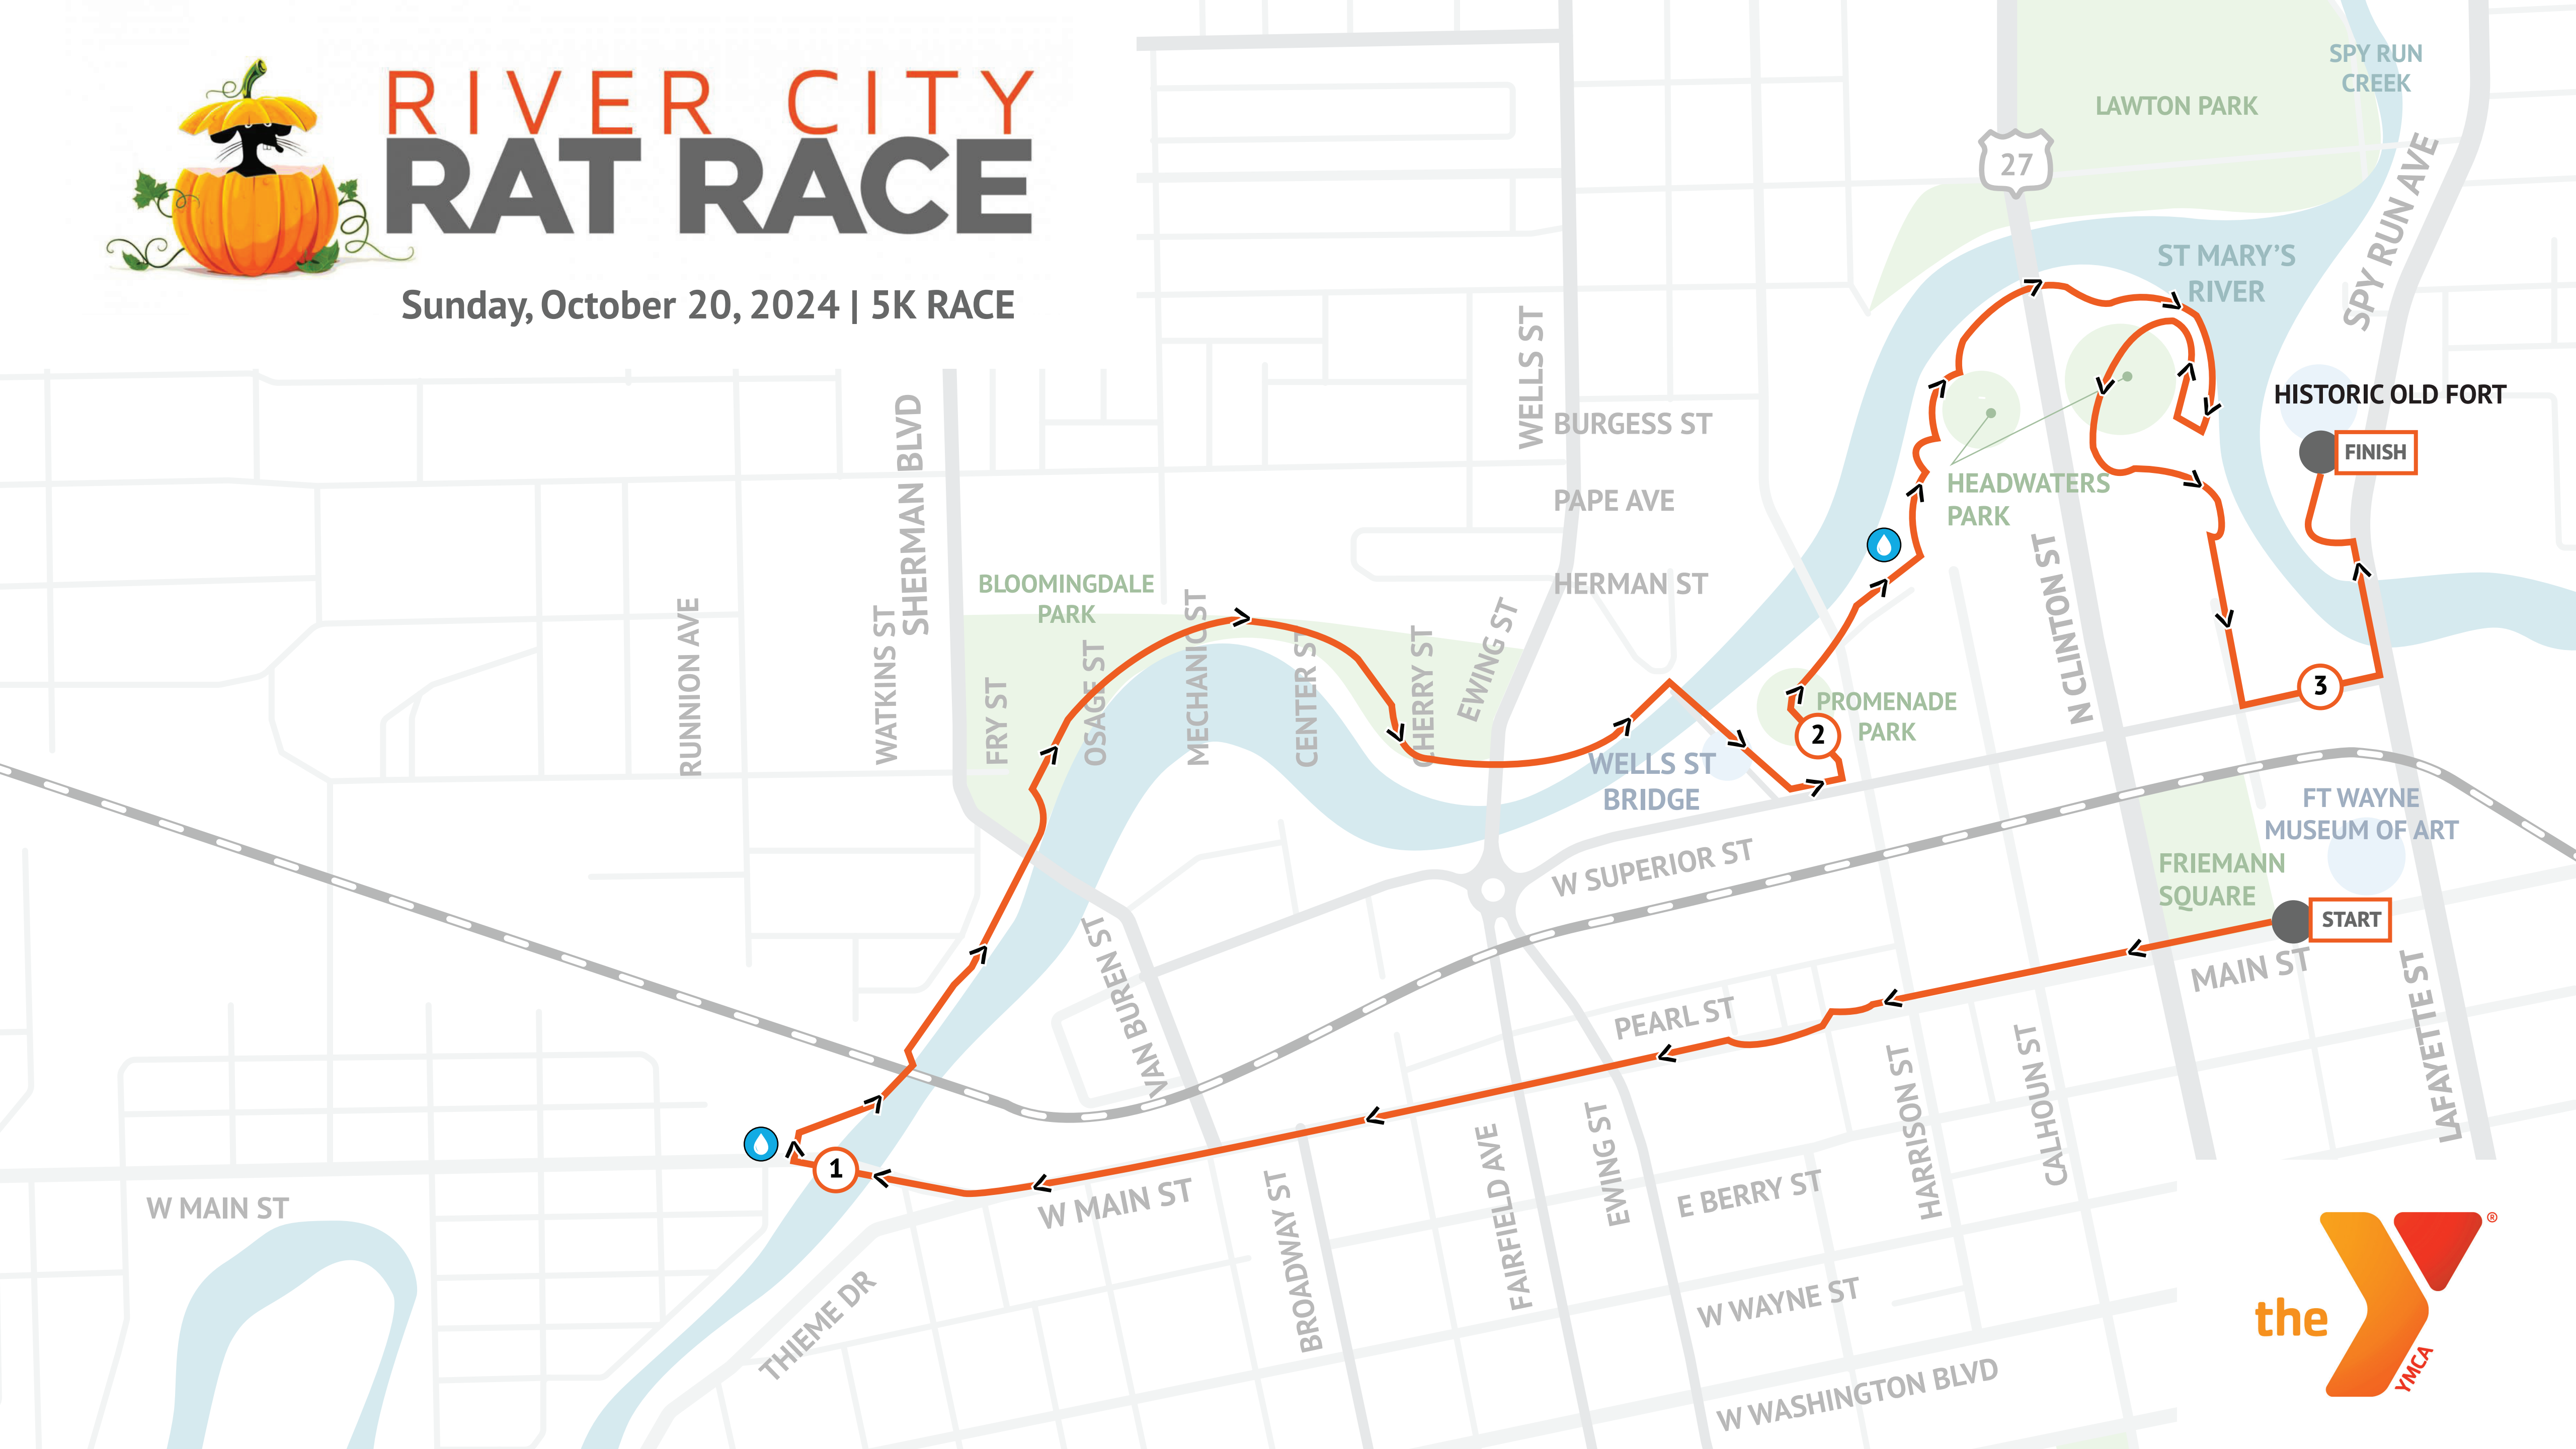 RIVER CITY
RAT RACE
Sunday, October 20, 2024 | 5K RACE
SPY RUN
CREEK
LAWTON PARK
27
SPY RUN AVE
ST MARY'S
RIVER
HISTORIC OLD FORT
FINISH
WELLS ST
BURGESS ST
PAPE AVE
HERMAN ST
HEADWATERS
PARK
N CLINTON ST
SHERMAN BLVD
BLOOMINGDALE
PARK
RUNNION AVE
WATKINS ST
FRY ST
OSAGE ST
MECHANIC ST
CENTER ST
CHERRY ST
EWING ST
WELLS ST
BRIDGE
PROMENADE
PARK
2
3
FT WAYNE
MUSEUM OF ART
FRIEMANN
SQUARE
START
MAIN ST
W SUPERIOR ST
VAN BUREN ST
PEARL ST
LAFAYETTE ST
HARRISON ST
CALHOUN ST
1
W MAIN ST
W MAIN ST
BROADWAY ST
FAIRFIELD AVE
EWING ST
E BERRY ST
THIEME DR
W WAYNE ST
W WASHINGTON BLVD
the
YMCA
®